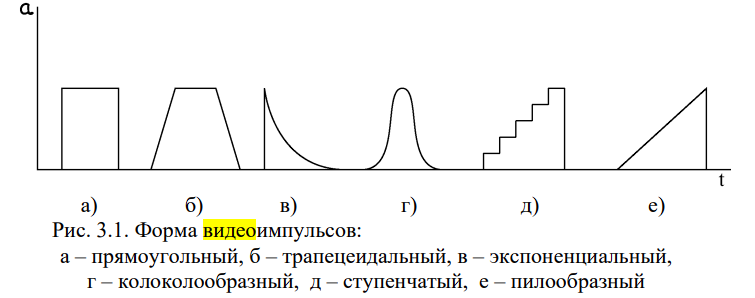 a
t
а) б) в) г) д) е)
Рис. 3.1. Форма видеоимпульсов:
а – прямоугольный, б – трапецеидальный, в – экспоненциальный,
г – колоколообразный, д – ступенчатый, е – пилообразный